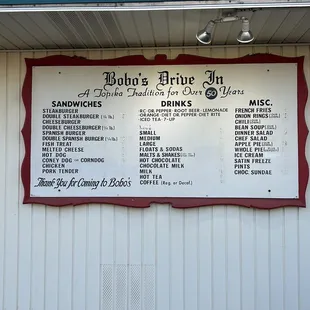 Bobo's Drive In
A Topika Tradition for Over 50 Years
SANDWICHES
STEAKBURGER
DOUBLE STEAKBURGER
CHEESEBURGER
DOUBLE CHEESEBURGER
SPANISH BURGER
DOUBLE SPANISH BURGER
FISH TREAT
MELTED CHEESE
HOT DOG
CONEY DOG or CORNDOG
CHICKEN
PORK TENDER
Thank You for Coming to Bobo's
DRINKS
RC-DR PEPPER-ROOT BEER-LEMONADE
ORANGE-DIET DR PEPPER-DIET RITE
ICED TEA-7-UP
SMALL
MEDIUM
LARGE
FLOATS & SODAS
MALTS & SHAKES
HOT CHOCOLATE
CHOCOLATE MILK
MILK
HOT TEA
COFFEE (Reg. or Decaf)
MISC.
FRENCH FRIES
ONION RINGS
CHILI
BEAN SOUP
DINNER SALAD
CHEF SALAD
APPLE PIE
WHOLE PIE
ICE CREAM
SATIN FREEZE
PINTS
CHOC. SUNDAE